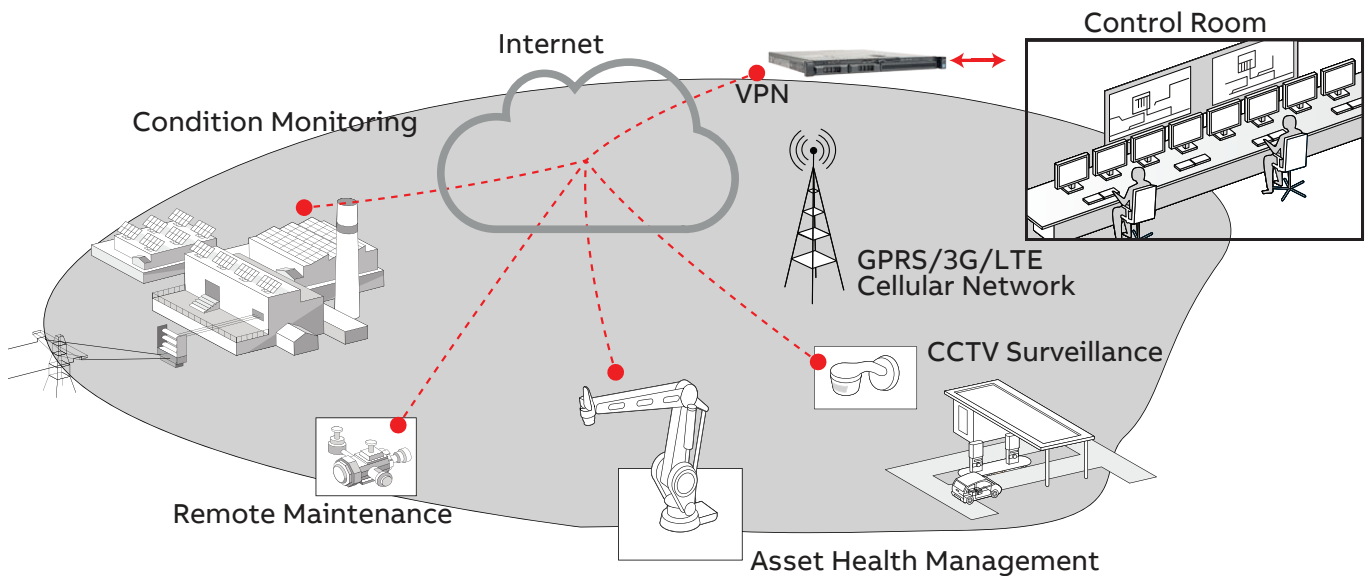 Control Room
Internet
VPN
Condition Monitoring
GPRS/3G/LTE
Cellular Network
CCTV Surveillance
Remote Maintenance
Asset Health Management